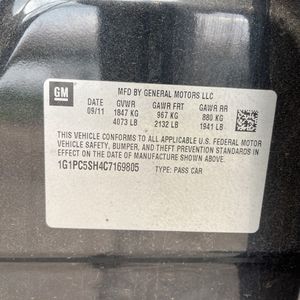 GM
MFD BY GENERAL MOTORS LLC
DATE GVWR GAWR FRT GAWR RR
09/11 1847 KG 967 KG 880 KG
4073 LB 2132 LB 1941 LB
THIS VEHICLE CONFORMS TO ALL APPLICABLE U.S. FEDERAL MOTOR
VEHICLE SAFETY, BUMPER, AND THEFT PREVENTION STANDARDS
IN EFFECT ON THE DATE OF MANUFACTURE SHOWN ABOVE.
1G1PC5SH4C7169805 TYPE: PASS CAR